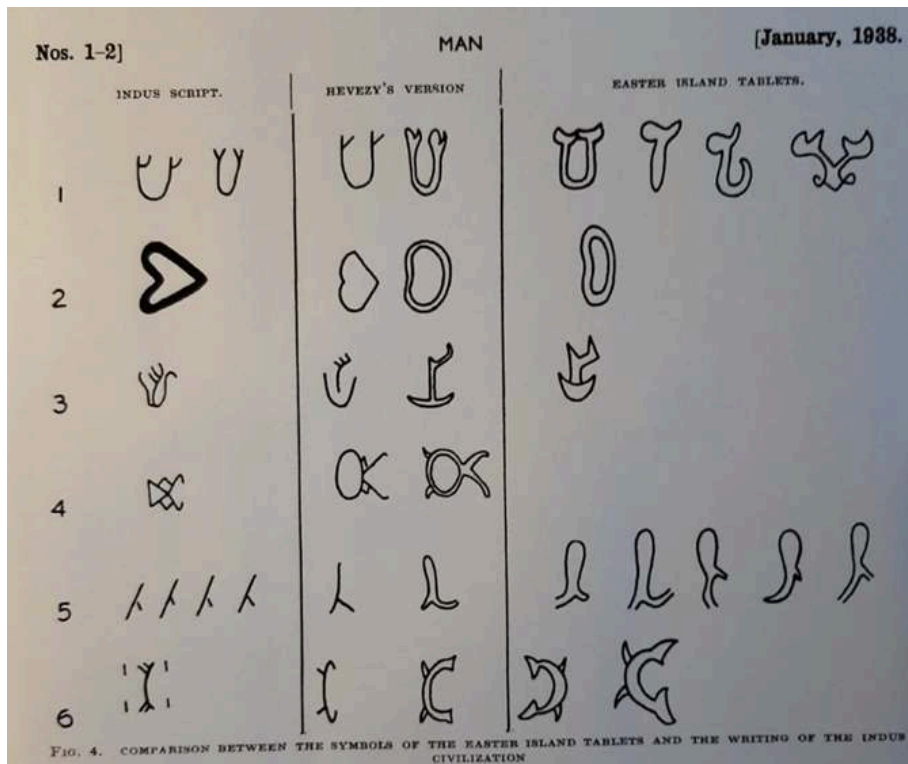 Nos. 1–2] MAN [January, 1938.
INDUS SCRIPT. HEVEZY'S VERSION EASTER ISLAND TABLETS.
1
2
3
4
5
6
FIG. 4. COMPARISON BETWEEN THE SYMBOLS OF THE EASTER ISLAND TABLETS AND THE WRITING OF THE INDUS
CIVILIZATION